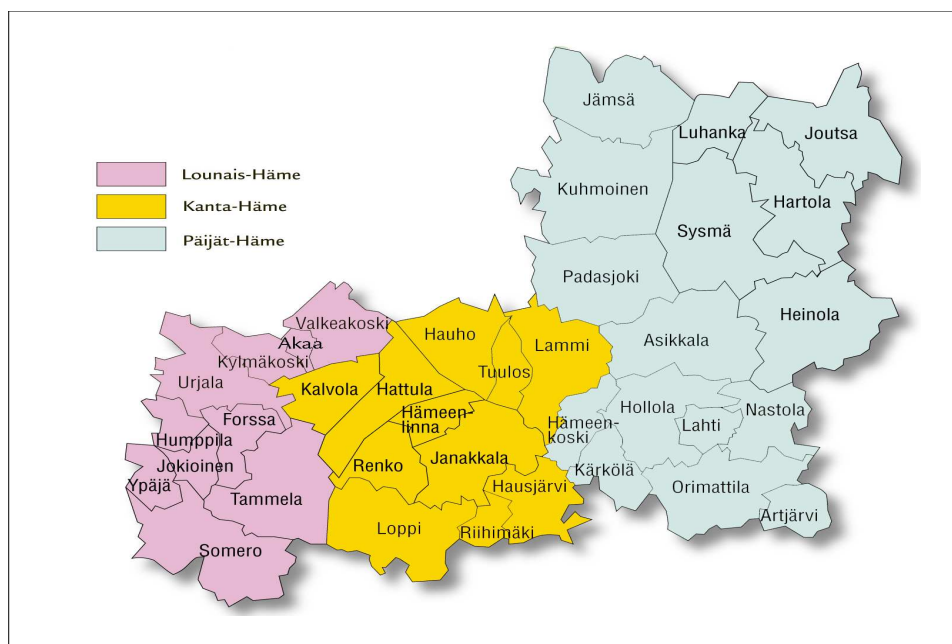 Lounais-Häme
Kanta-Häme
Päijät-Häme
Jämsä
Luhanka
Joutsa
Kuhmoinen
Hartola
Sysmä
Padasjoki
Heinola
Asikkala
Valkeakoski
Akaa
Kylmäkoski
Urjala
Hauho
Lammi
Tuulos
Kalvola
Hattula
Hämeen-
linna
Forssa
Humppila
Jokioinen
Ypäjä
Tammela
Somero
Renko
Janakkala
Hausjärvi
Loppi
Riihimäki
Hämeen-
koski
Hollola
Lahti
Nastola
Kärkölä
Orimattila
Artjärvi